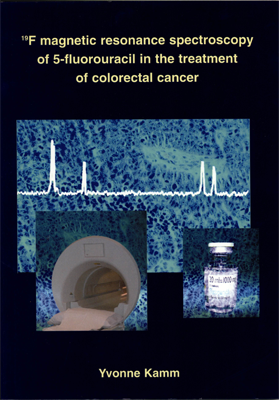 ¹⁹F magnetic resonance spectroscopy
of 5-fluorouracil in the treatment
of colorectal cancer
Yvonne Kamm